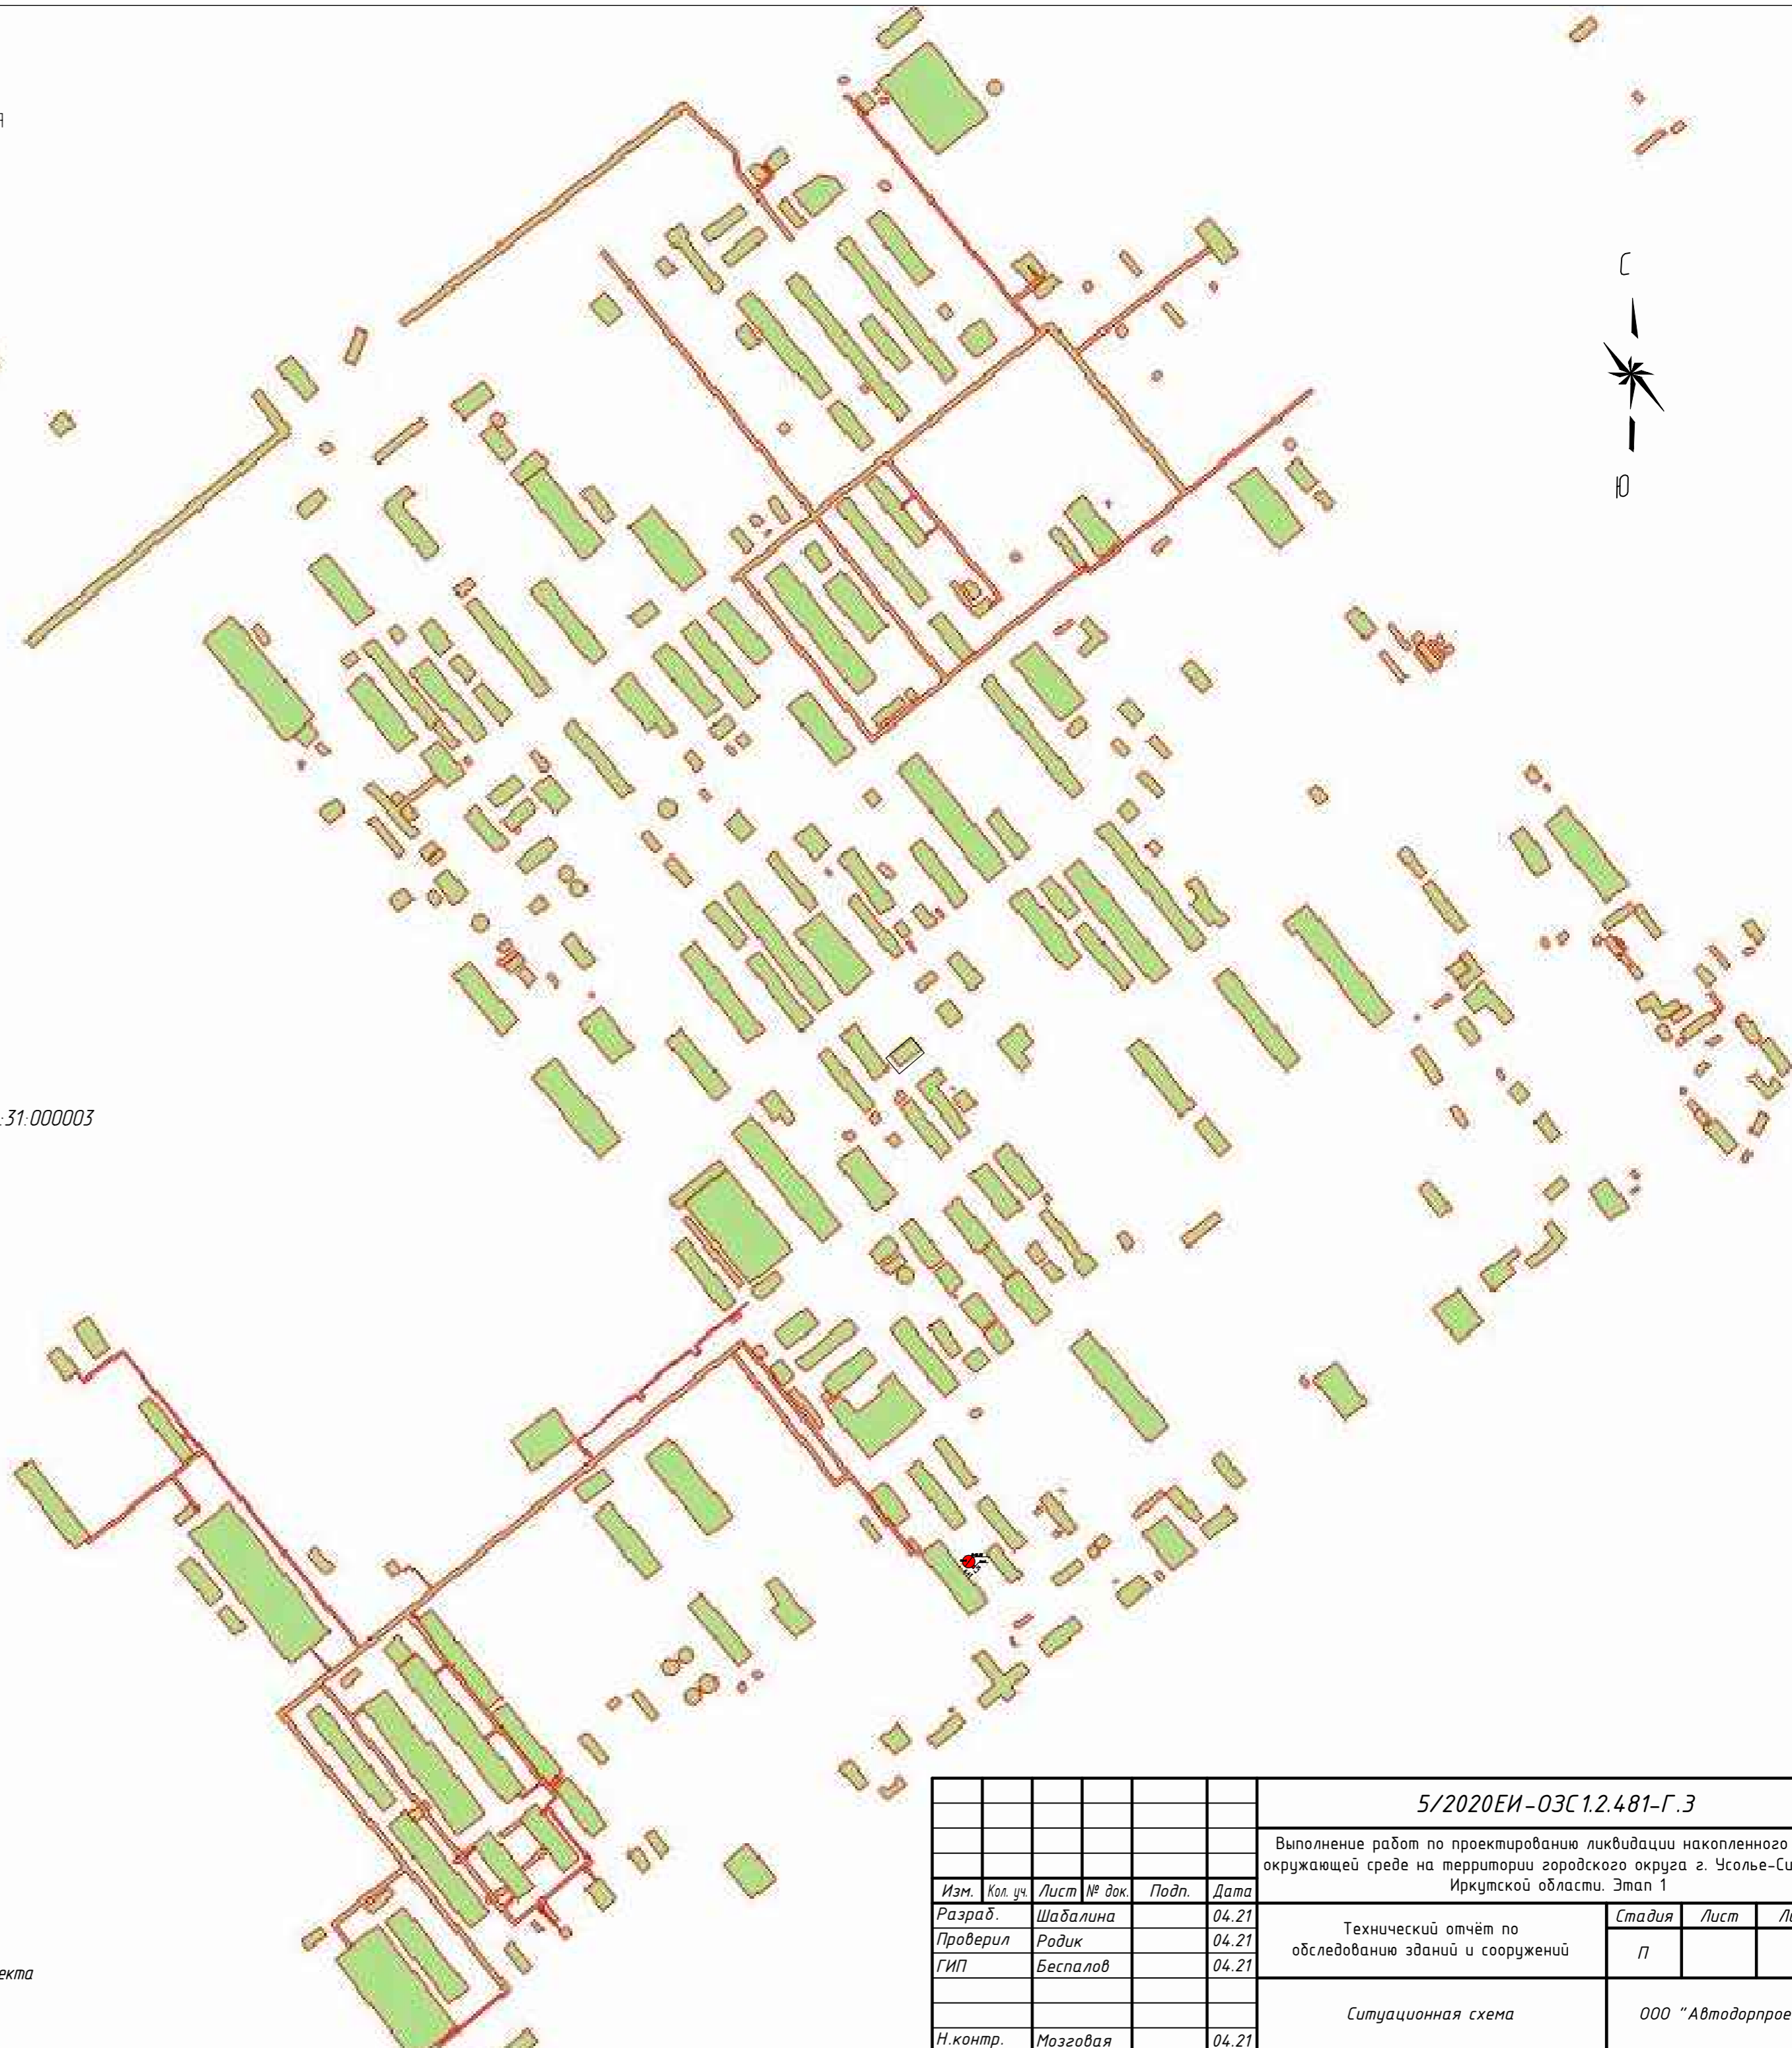 я
С
Ю
:31:000003
екта
5/2020ЕИ-ОЗС1.2.481-Г.3
Выполнение работ по проектированию ликвидации накопленного
окружающей среде на территории городского округа г. Усолье-Си
Иркутской области. Этап 1
Изм. Кол. уч. Лист № док. Подп. Дата
Разраб. Шабалина 04.21
Проверил Родик 04.21
ГИП Беспалов 04.21
Технический отчёт по
обследованию зданий и сооружений
Стадия Лист Ли
П
Ситуационная схема
ООО "Автодорпрое
Н.контр. Мозговая 04.21